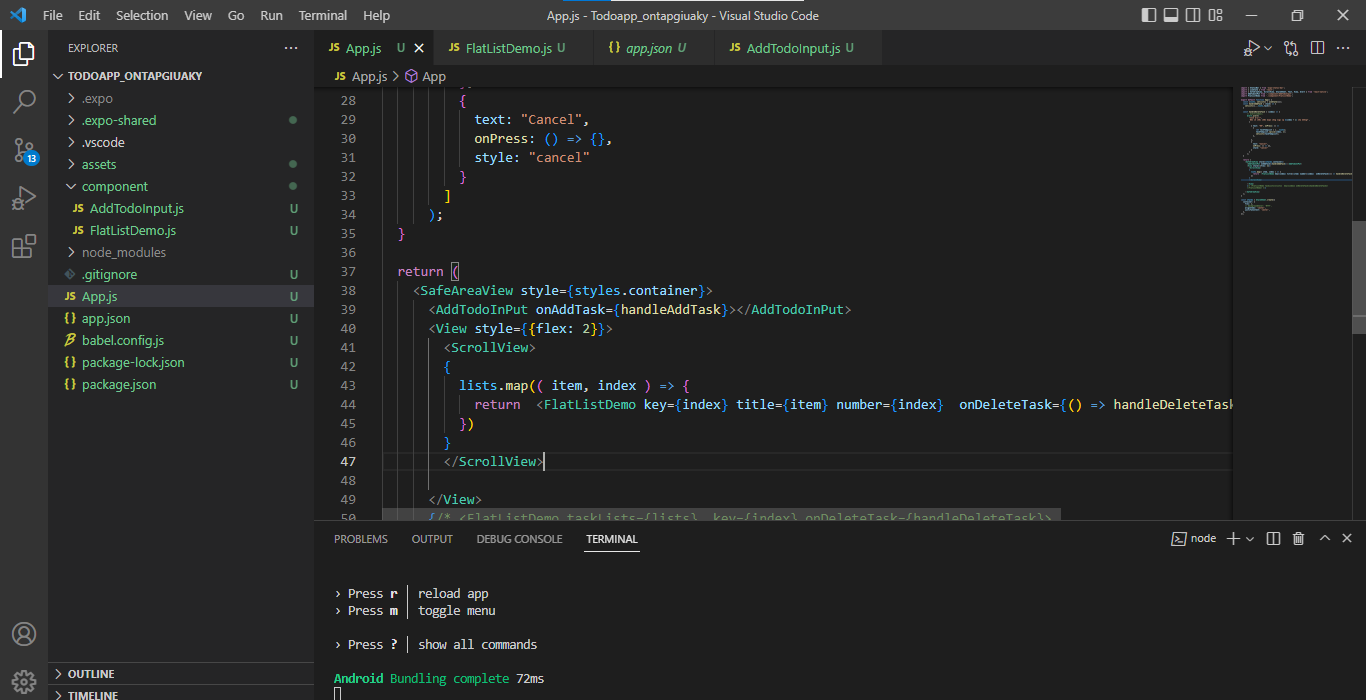 File Edit Selection View Go Run Terminal Help
App.js - Todoapp_ontapgiuaky - Visual Studio Code
EXPLORER
TODOAPP_ONTAPGIUAKY
.expo
.expo-shared
.vscode
assets
component
JS AddTodoInput.js U
JS FlatListDemo.js U
node_modules
.gitignore U
JS App.js U
{} app.json U
babel.config.js U
{} package-lock.json U
{} package.json U
OUTLINE
TIMELINE
13
JS App.js U
JS FlatListDemo.js U
{} app.json U
JS AddTodoInput.js U
JS App.js > App
28 {
29 text: "Cancel",
30 onPress: () => {},
31 style: "cancel"
32 }
33 ]
34 );
35 }
36
37 return (
38 <SafeAreaView style={styles.container}>
39 <AddTodoInPut onAddTask={handleAddTask}></AddTodoInPut>
40 <View style={{flex: 2}}>
41 <ScrollView>
42 {
43 lists.map(( item, index ) => {
44 return <FlatListDemo key={index} title={item} number={index} onDeleteTask={() => handleDeleteTask
45 })
46 }
47 </ScrollView>
48
49 </View>
50 {/* <FlatListDemo taskLists={lists} key={index} onDeleteTask={handleDeleteTask}>
PROBLEMS OUTPUT DEBUG CONSOLE TERMINAL
node
› Press r │ reload app
› Press m │ toggle menu
› Press ? │ show all commands
Android Bundling complete 72ms